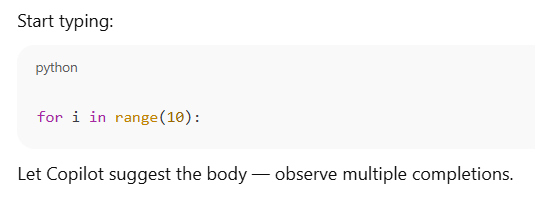 Start typing:
python
for i in range(10):
Let Copilot suggest the body — observe multiple completions.